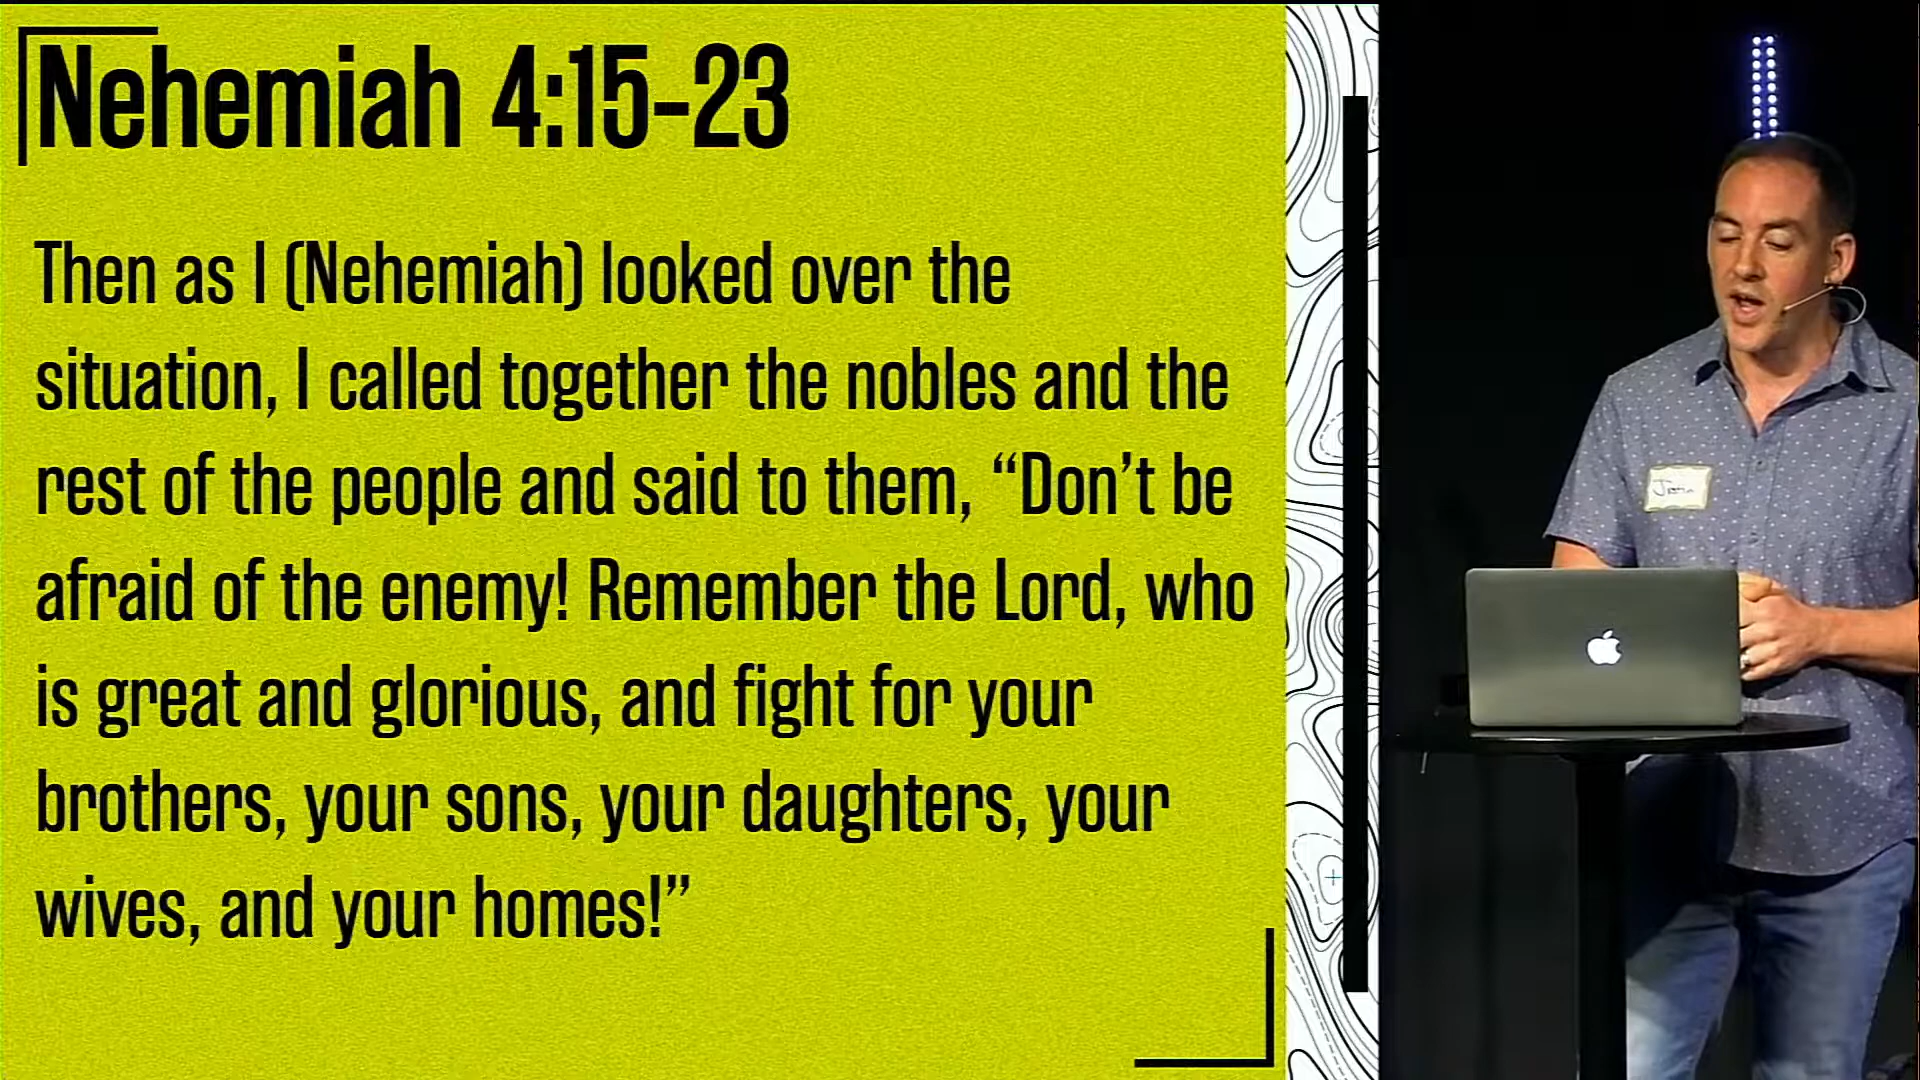 Nehemiah 4:15-23
Then as I (Nehemiah) looked over the
situation, I called together the nobles and the
rest of the people and said to them, “Don’t be
afraid of the enemy! Remember the Lord, who
is great and glorious, and fight for your
brothers, your sons, your daughters, your
wives, and your homes!”